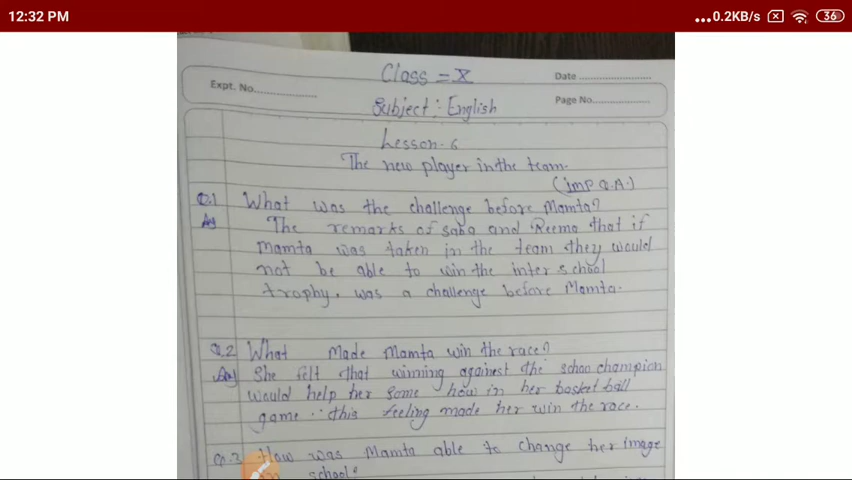 12:32 PM
...0.2KB/s
36
Class = X
Date
Expt. No.
Subject: English
Page No.
Lesson-6
The new player in the team.
(imp Q.A.)
Q.1 What was the challenge before Mamta?
Ans The remarks of Saba and Reema that if
Mamta was taken in the team they would
not be able to win the inter school
trophy. was a challenge before Mamta.
Q.2 What made Mamta win the race?
Ans She felt that winning against the schoo champion
would help her some how in her basket ball
game ∵ this feeling made her win the race.
Q.3 How was Mamta able to change her image
school?